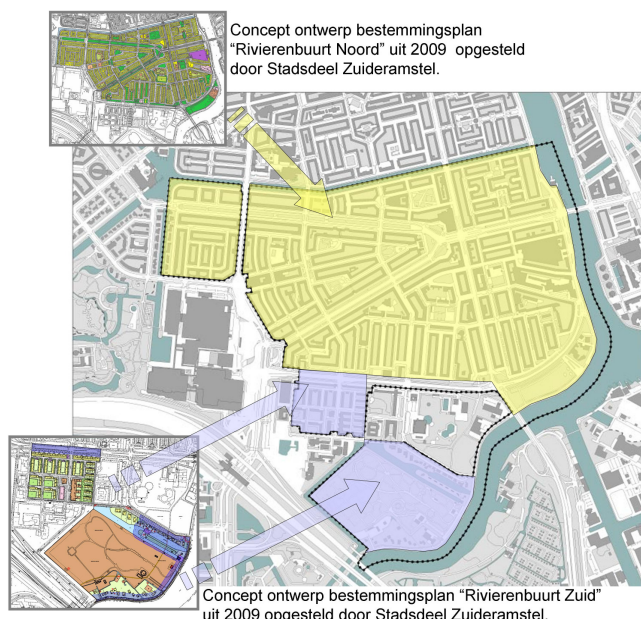 Concept ontwerp bestemmingsplan
“Rivierenbuurt Noord” uit 2009  opgesteld
door Stadsdeel Zuideramstel.
Concept ontwerp bestemmingsplan “Rivierenbuurt Zuid”
uit 2009 opgesteld door Stadsdeel Zuideramstel.